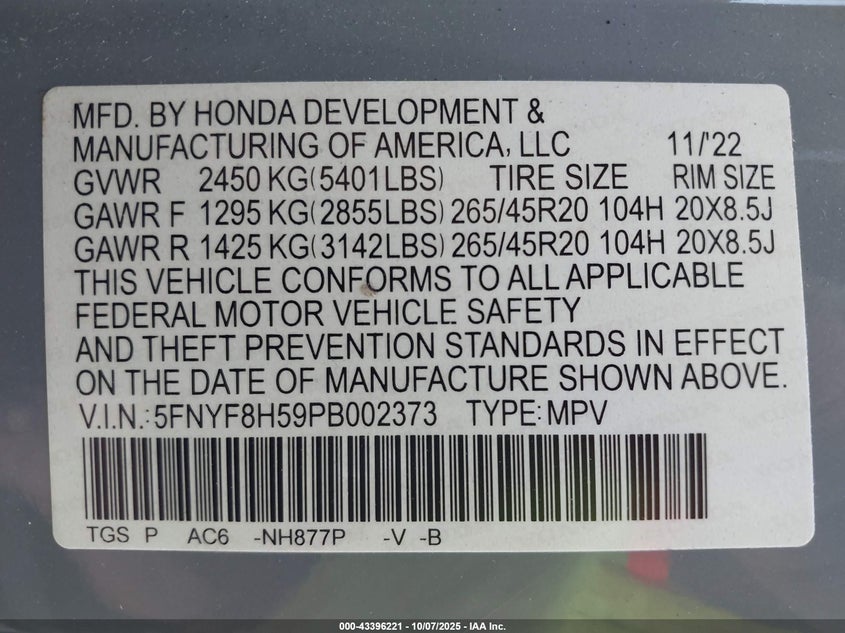 MFD. BY HONDA DEVELOPMENT &
MANUFACTURING OF AMERICA, LLC 11/'22
GVWR 2450 KG(5401LBS) TIRE SIZE RIM SIZE
GAWR F 1295 KG(2855LBS) 265/45R20 104H 20X8.5J
GAWR R 1425 KG(3142LBS) 265/45R20 104H 20X8.5J
THIS VEHICLE CONFORMS TO ALL APPLICABLE
FEDERAL MOTOR VEHICLE SAFETY
AND THEFT PREVENTION STANDARDS IN EFFECT
ON THE DATE OF MANUFACTURE SHOWN ABOVE.
V.I.N.: 5FNYF8H59PB002373 TYPE: MPV
TGS P AC6 -NH877P -V -B
000-43396221 - 10/07/2025 - IAA Inc.